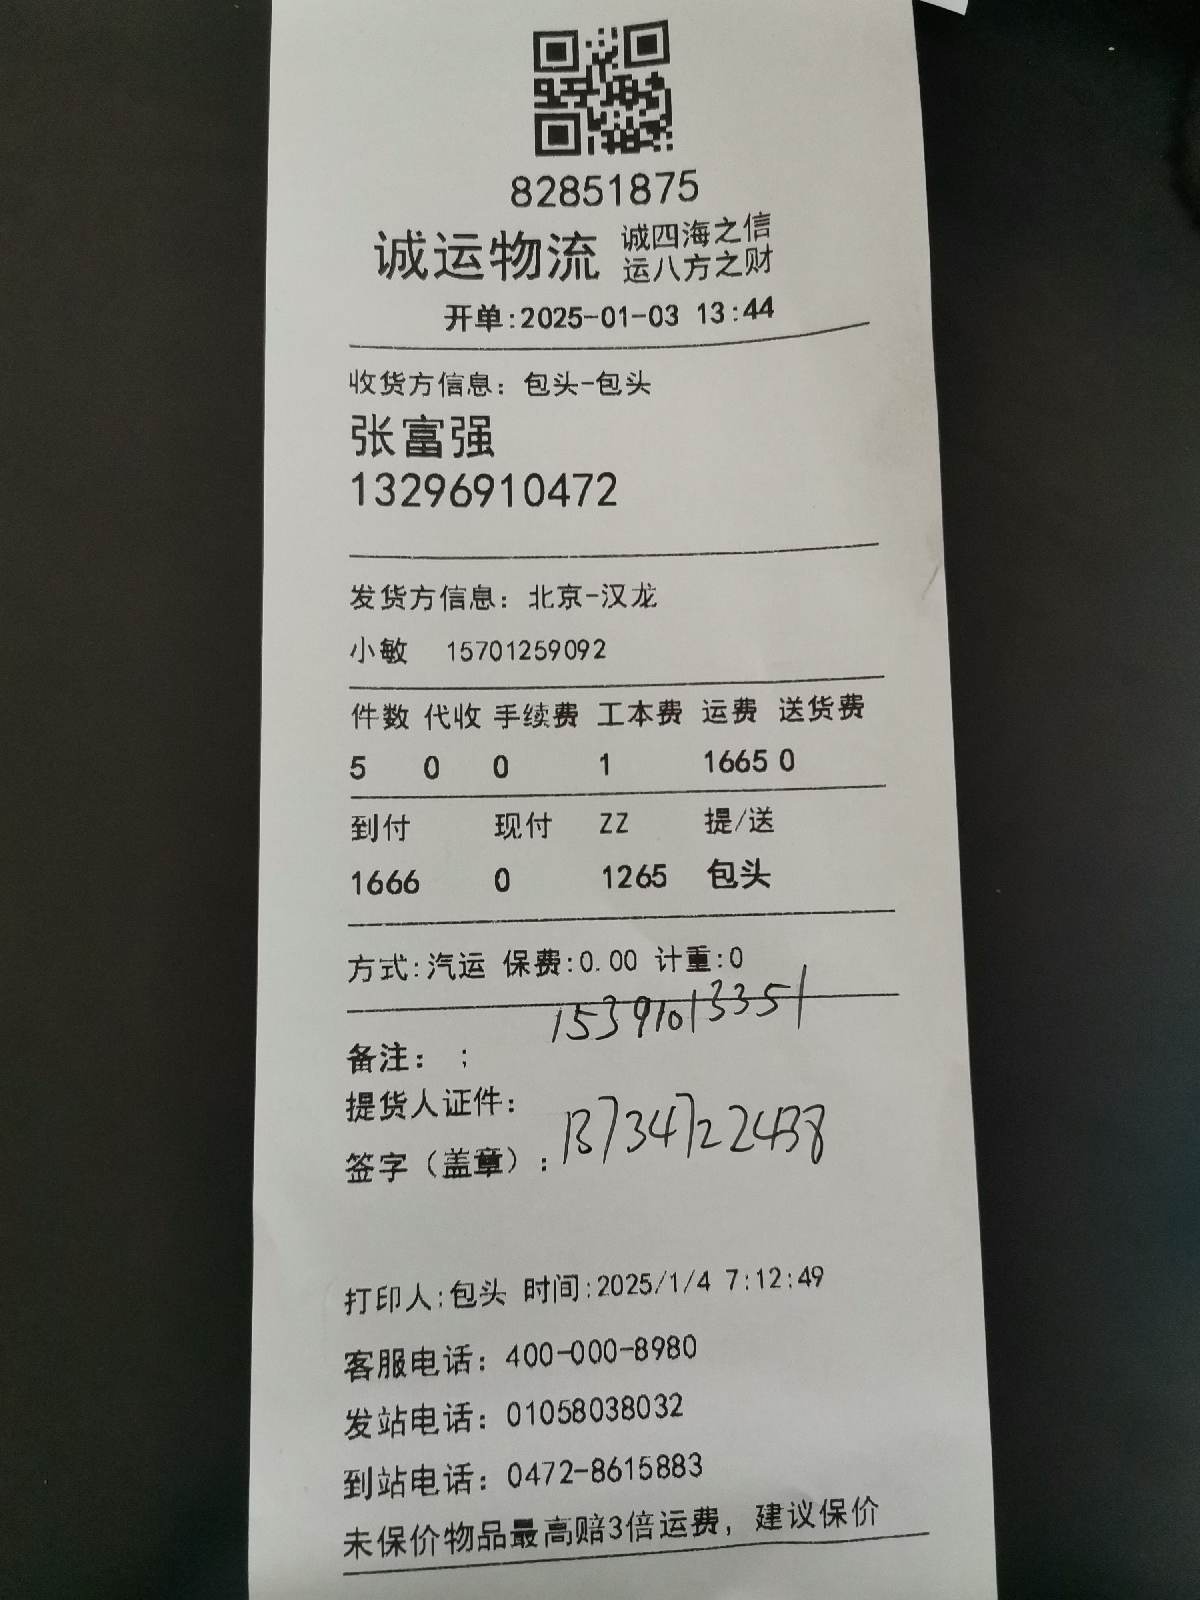 82851875
诚运物流 诚四海之信
运八方之财
开单:2025-01-03 13:44
收货方信息: 包头-包头
张富强
13296910472
发货方信息: 北京-汉龙
小敏 15701259092
件数 代收 手续费 工本费 运费 送货费
5 0 0 1 1665 0
到付 现付 ZZ 提/送
1666 0 1265 包头
方式:汽运 保费:0.00 计重:0
15391013351
备注: ;
提货人证件:
13734722438
签字（盖章）:
打印人:包头 时间:2025/1/4 7:12:49
客服电话: 400-000-8980
发站电话: 01058038032
到站电话: 0472-8615883
未保价物品最高赔3倍运费, 建议保价